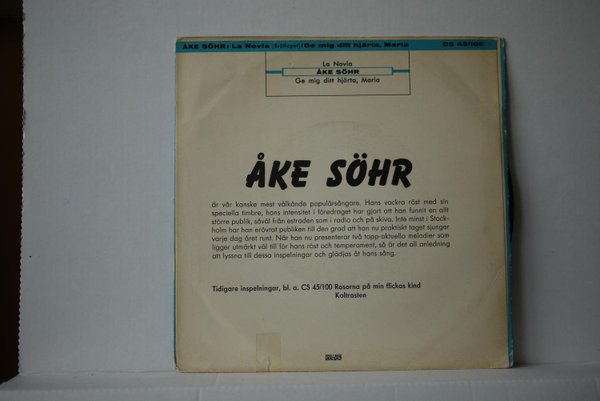 ÅKE SÖHR: La Novia (Bröllopet)/Ge mig ditt hjärta, Maria CS 45/105
La Novia
ÅKE SÖHR
Ge mig ditt hjärta, Maria
ÅKE SÖHR
är vår kanske mest välkände populärsångare. Hans vackra röst med sin
speciella timbre, hans intensitet i föredraget har gjort att han funnit en allt
större publik, såväl från estraden som i radio och på skiva. Inte minst i Stock-
holm har han erövrat publiken till den grad att han nu praktiskt taget sjunger
varje dag året runt. När han nu presenterar två topp-aktuella melodier som
ligger utmärkt väl till för hans röst och temperament, så är det all anledning
att lyssna till dessa inspelningar och glädjas åt hans sång.
Tidigare inspelningar, bl. a. CS 45/100 Rosorna på min flickas kind
Koltrasten